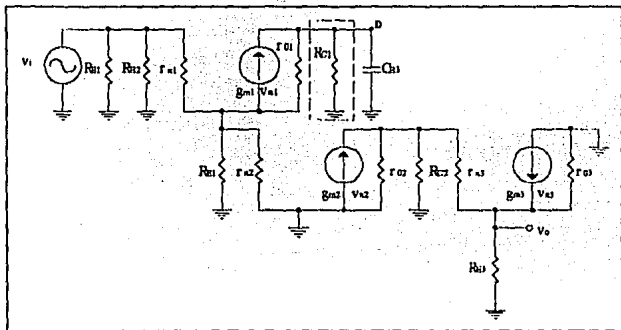 D
r01
RC1
vi
RB1
RB2
rπ1
CB3
gm1 vπ1
RE1
rπ2
r02
RC2
rπ3
r03
gm2 vπ2
gm3 vπ3
vo
RE3